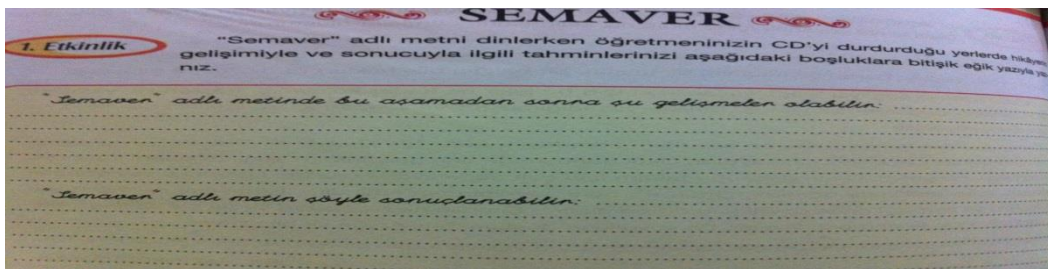 SEMAVER
1. Etkinlik
"Semaver" adlı metni dinlerken öğretmeninizin CD'yi durdurduğu yerlerde
gelişimiyle ve sonucuyla ilgili tahminlerinizi aşağıdaki boşluklara bitişik eğik yazıyla
nız.
"Semaver" adlı metinde bu aşamadan sonra şu gelişmeler olabilir:
"Semaver" adlı metin şöyle sonuçlanabilir: